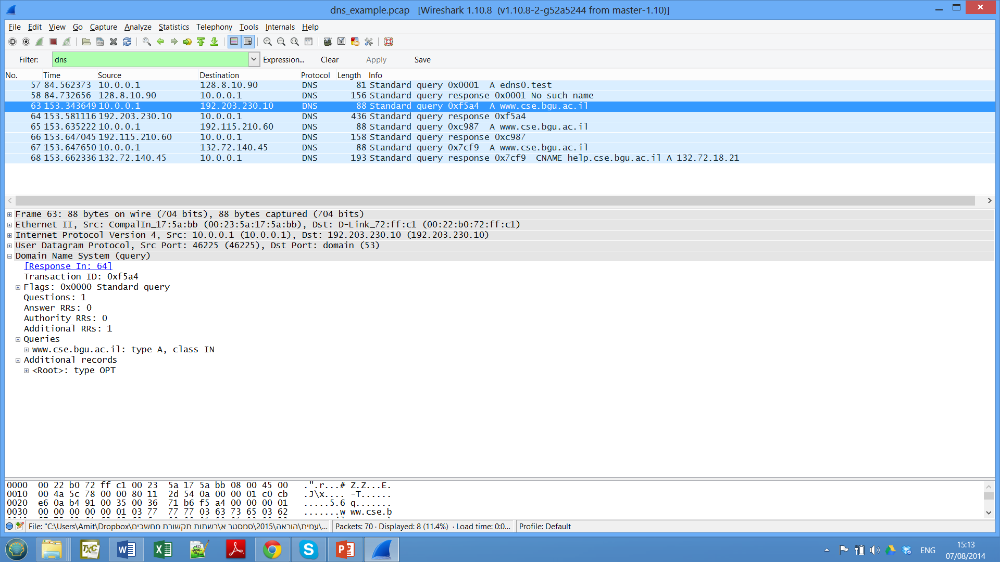 dns_example.pcap [Wireshark 1.10.8 (v1.10.8-2-g52a5244 from master-1.10)]
File Edit View Go Capture Analyze Statistics Telephony Tools Internals Help
Filter: dns Expression... Clear Apply Save
No. Time Source Destination Protocol Length Info
57 84.562373 10.0.0.1 128.8.10.90 DNS 81 Standard query 0x0001 A edns0.test
58 84.732656 128.8.10.90 10.0.0.1 DNS 156 Standard query response 0x0001 No such name
63 153.343649 10.0.0.1 192.203.230.10 DNS 88 Standard query 0xf5a4 A www.cse.bgu.ac.il
64 153.581116 192.203.230.10 10.0.0.1 DNS 436 Standard query response 0xf5a4
65 153.635222 10.0.0.1 192.115.210.60 DNS 88 Standard query 0xc987 A www.cse.bgu.ac.il
66 153.647045 192.115.210.60 10.0.0.1 DNS 158 Standard query response 0xc987
67 153.647650 10.0.0.1 132.72.140.45 DNS 88 Standard query 0x7cf9 A www.cse.bgu.ac.il
68 153.662336 132.72.140.45 10.0.0.1 DNS 193 Standard query response 0x7cf9 CNAME help.cse.bgu.ac.il A 132.72.18.21
Frame 63: 88 bytes on wire (704 bits), 88 bytes captured (704 bits)
Ethernet II, Src: CompalIn_17:5a:bb (00:23:5a:17:5a:bb), Dst: D-Link_72:ff:c1 (00:22:b0:72:ff:c1)
Internet Protocol Version 4, Src: 10.0.0.1 (10.0.0.1), Dst: 192.203.230.10 (192.203.230.10)
User Datagram Protocol, Src Port: 46225 (46225), Dst Port: domain (53)
Domain Name System (query)
[Response In: 64]
Transaction ID: 0xf5a4
Flags: 0x0000 Standard query
Questions: 1
Answer RRs: 0
Authority RRs: 0
Additional RRs: 1
Queries
www.cse.bgu.ac.il: type A, class IN
Additional records
<Root>: type OPT
0000 00 22 b0 72 ff c1 00 23 5a 17 5a bb 08 00 45 00 .".r...# Z.Z...E.
0010 00 4a 5c 78 00 00 80 11 2d 54 0a 00 00 01 c0 cb .J\x.... -T......
0020 e6 0a b4 91 00 35 00 36 71 b6 f5 a4 00 00 00 01 .....5.6 q.......
0030 00 00 00 00 00 01 03 77 77 77 03 63 73 65 03 62 .......w ww.cse.b
File: "C:\Users\Amit\Dropbox\עמית\הוראה\2015\סמסטר א\רשתות תקשורת מחשבים\... Packets: 70 · Displayed: 8 (11.4%) · Load time: 0:0... Profile: Default
TXC
ENG
15:13
07/08/2014